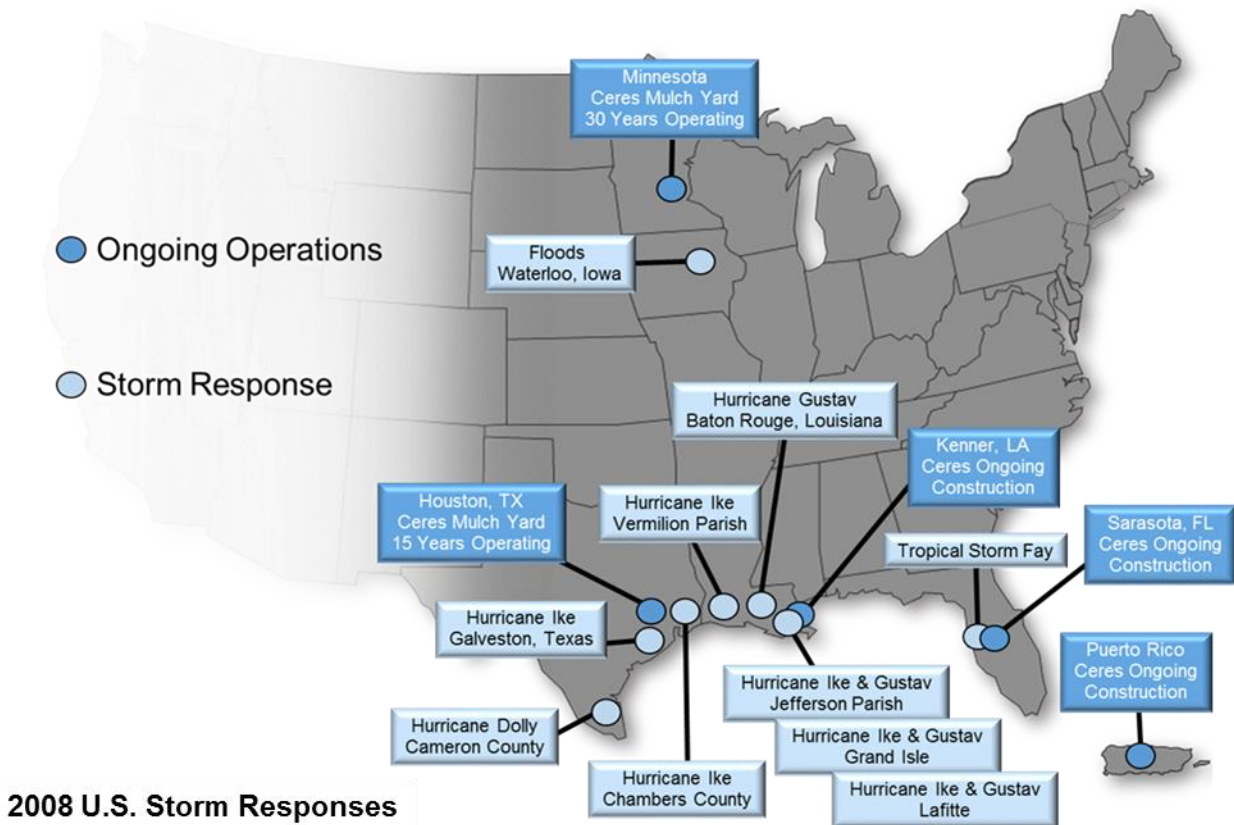 Minnesota
Ceres Mulch Yard
30 Years Operating
Ongoing Operations
Floods
Waterloo, Iowa
Storm Response
Hurricane Gustav
Baton Rouge, Louisiana
Kenner, LA
Ceres Ongoing
Construction
Houston, TX
Ceres Mulch Yard
15 Years Operating
Hurricane Ike
Vermilion Parish
Sarasota, FL
Ceres Ongoing
Construction
Tropical Storm Fay
Hurricane Ike
Galveston, Texas
Puerto Rico
Ceres Ongoing
Construction
Hurricane Ike & Gustav
Jefferson Parish
Hurricane Dolly
Cameron County
Hurricane Ike & Gustav
Grand Isle
Hurricane Ike
Chambers County
Hurricane Ike & Gustav
Lafitte
2008 U.S. Storm Responses